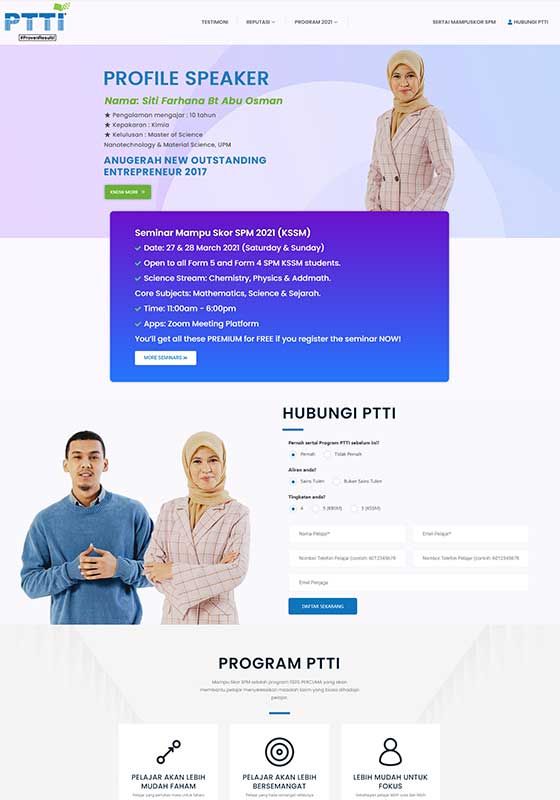 PTTI
#ProvenResult!
TESTIMONI
REPUTASI
PROGRAM 2021
SERTAI MAMPUSKOR SPM
HUBUNGI PTTI
PROFILE SPEAKER
Nama: Siti Farhana Bt Abu Osman
★ Pengalaman mengajar : 10 tahun
★ Kepakaran : Kimia
★ Kelulusan : Master of Science
Nanotechnology & Material Science, UPM
ANUGERAH NEW OUTSTANDING
ENTREPRENEUR 2017
KNOW MORE
Seminar Mampu Skor SPM 2021 (KSSM)
Date: 27 & 28 March 2021 (Saturday & Sunday)
Open to all Form 5 and Form 4 SPM KSSM students.
Science Stream: Chemistry, Physics & Addmath.
Core Subjects: Mathematics, Science & Sejarah.
Time: 11:00am - 6:00pm
Apps: Zoom Meeting Platform
You'll get all these PREMIUM for FREE if you register the seminar NOW!
MORE SEMINARS
HUBUNGI PTTI
Pernah sertai Program PTTI sebelum ini?
Pernah Tidak Pernah
Aliran anda?
Sains Tulen Bukan Sains Tulen
Tingkatan anda?
4 5 (KBSM) 5 (KSSM)
Nama Pelajar*
Emel Pelajar*
Nombor Telefon Pelajar (contoh: 6012345678
Nombor Telefon Penjaga (contoh: 6012345678
Emel Penjaga
DAFTAR SEKARANG
PROGRAM PTTI
Mampu Skor SPM adalah program 100% PERCUMA yang akan
membantu pelajar menyelesaikan masalah lazim yang biasa dihadapi
pelajar.
PELAJAR AKAN LEBIH
MUDAH FAHAM
PELAJAR AKAN LEBIH
BERSEMANGAT
LEBIH MUDAH UNTUK
FOKUS